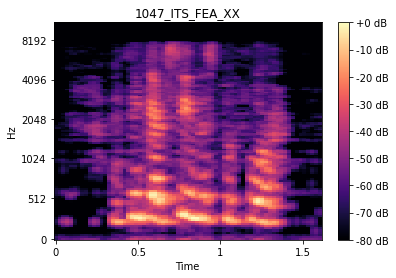 1047_ITS_FEA_XX
Hz
8192
4096
2048
1024
512
0
0
0.5
1
1.5
Time
+0 dB
-10 dB
-20 dB
-30 dB
-40 dB
-50 dB
-60 dB
-70 dB
-80 dB